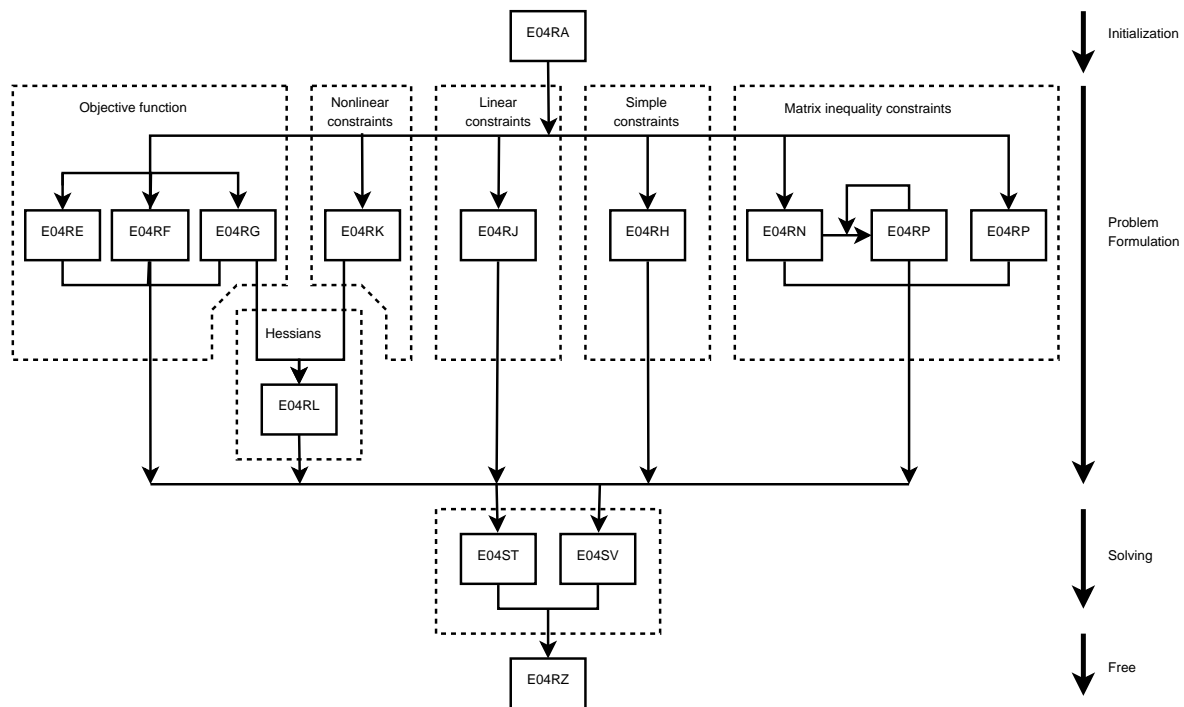 E04RA
Initialization
Objective function
Nonlinear
constraints
Linear
constraints
Simple
constraints
Matrix inequality constraints
E04RE
E04RF
E04RG
E04RK
E04RJ
E04RH
E04RN
E04RP
E04RP
Problem
Formulation
Hessians
E04RL
E04ST
E04SV
Solving
E04RZ
Free